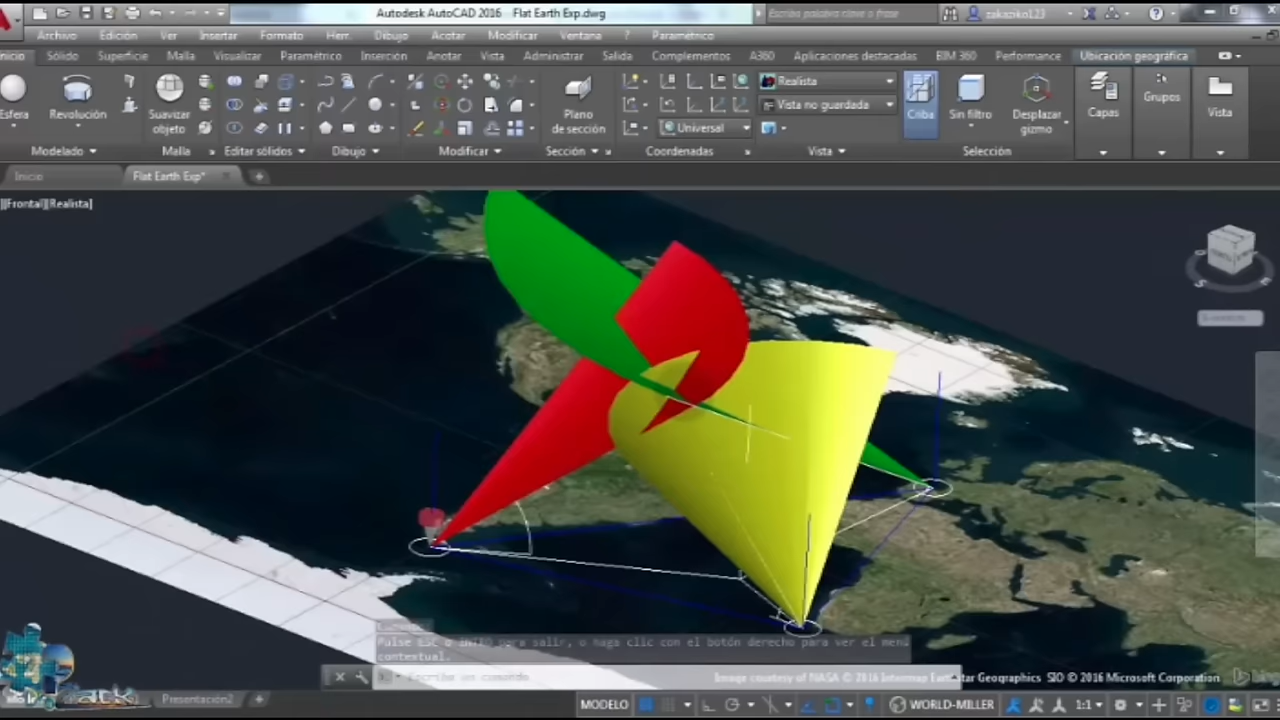 Autodesk AutoCAD 2016 Flat Earth Exp.dwg
Escriba palabra clave o frase
zakaziko123
Archivo Edición Ver Insertar Formato Herr. Dibujo Acotar Modificar Ventana ? Paramétrico
Inicio Sólido Superficie Malla Visualizar Paramétrico Inserción Anotar Vista Administrar Salida Complementos A360 Aplicaciones destacadas BIM 360 Performance Ubicación geográfica
Realista
Vista no guardada
Esfera Revolución Suavizar objeto Plano de sección Universal Criba Sin filtro Desplazar gizmo Capas Grupos Vista
Modelado Malla Editar sólidos Dibujo Modificar Sección Coordenadas Vista Selección
Inicio Flat Earth Exp*
][Frontal][Realista]
Pulse ESC o INTRO para salir, o haga clic con el botón derecho para ver el menú
contextual.
Escriba un comando
Image courtesy of NASA © 2016 Intermap Earthstar Geographics SIO © 2016 Microsoft Corporation
bing
Presentación2
MODELO
WORLD-MILLER
1:1